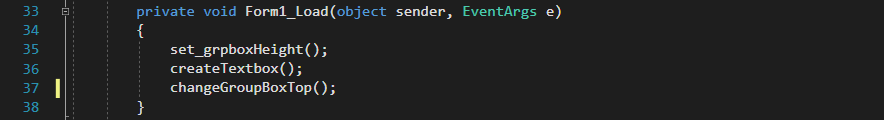 33 private void Form1_Load(object sender, EventArgs e)
34 {
35 set_grpboxHeight();
36 createTextbox();
37 changeGroupBoxTop();
38 }